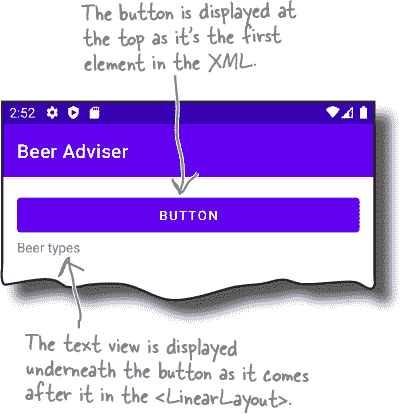 The button is displayed at
the top as it's the first
element in the XML.
2:52
Beer Adviser
BUTTON
Beer types
The text view is displayed
underneath the button as it comes
after it in the <LinearLayout>.